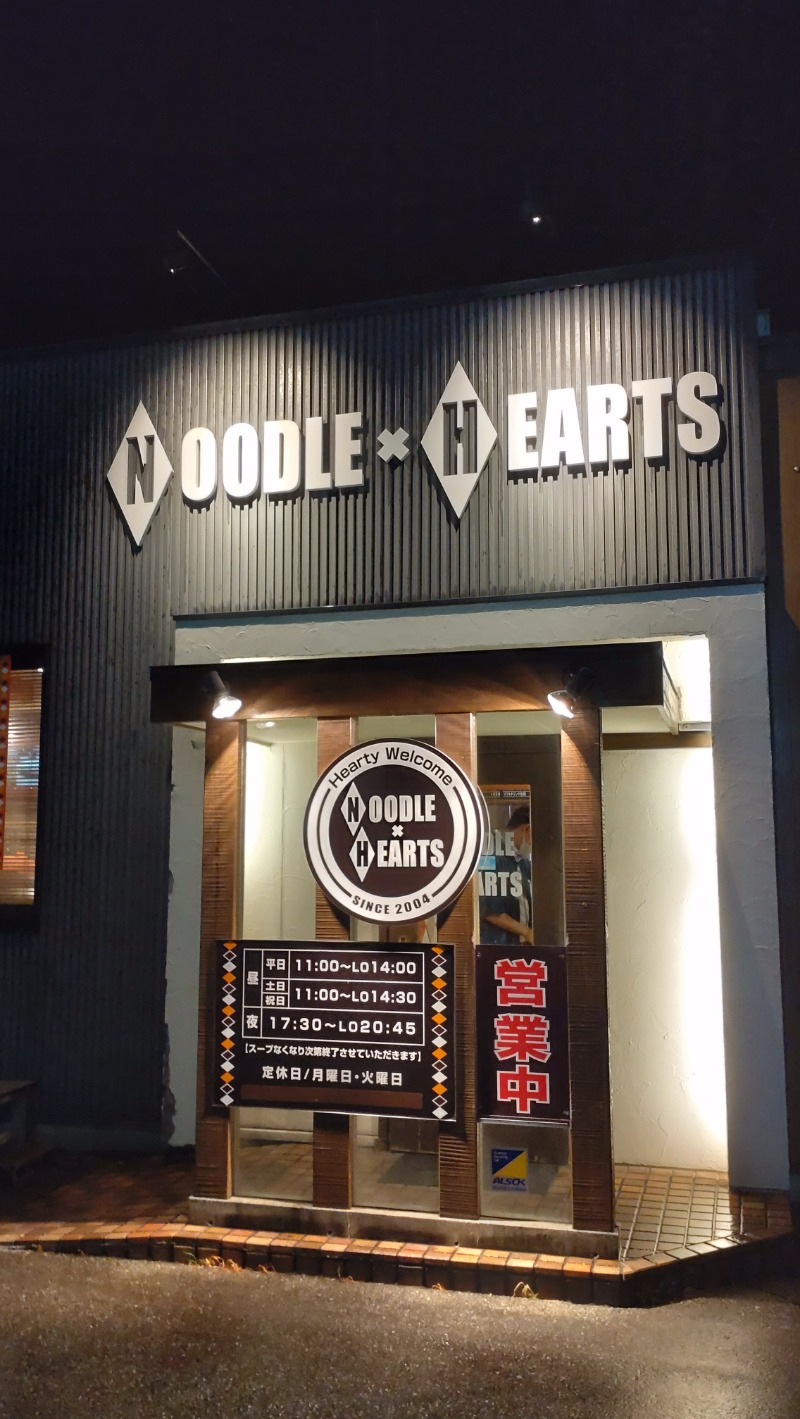 NOODLE×HEARTS
Hearty Welcome
NOODLE
×
HEARTS
SINCE 2004
DLE
ARTS
昼 平日 11:00～LO14:00
土日祝日 11:00～LO14:30
夜 17:30～LO20:45
[スープなくなり次第終了させていただきます]
定休日/月曜日・火曜日
営業中
ALSOK